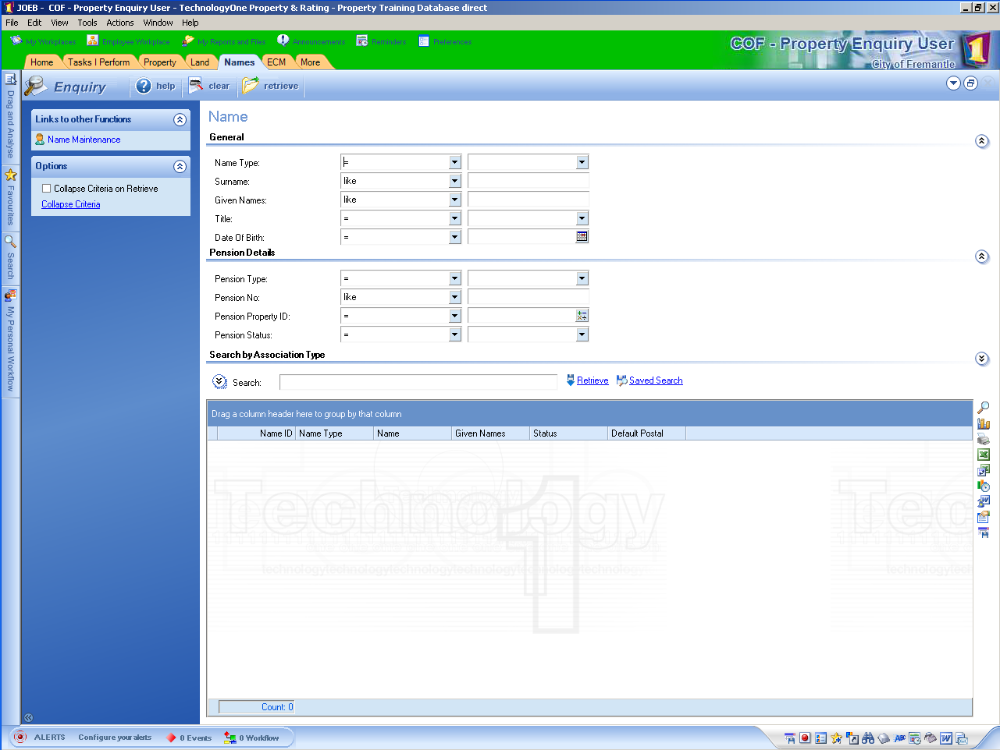 JOEB - COF - Property Enquiry User - TechnologyOne Property & Rating - Property Training Database direct
File Edit View Tools Actions Window Help
My Workplaces Employee Workplace My Reports and Files Announcements Reminders Preferences
COF - Property Enquiry User
City of Fremantle
Home Tasks I Perform Property Land Names ECM More
Enquiry help clear retrieve
Drag and Analyse
Favourites
Search
My Personal Workflow
Links to other Functions
Name Maintenance
Options
Collapse Criteria on Retrieve
Collapse Criteria
Name
General
Name Type: =
Surname: like
Given Names: like
Title: =
Date Of Birth: =
Pension Details
Pension Type: =
Pension No: like
Pension Property ID: =
Pension Status: =
Search by Association Type
Search: Retrieve Saved Search
Drag a column header here to group by that column
Name ID Name Type Name Given Names Status Default Postal
Technology
Count: 0
ALERTS Configure your alerts 0 Events 0 Workflow